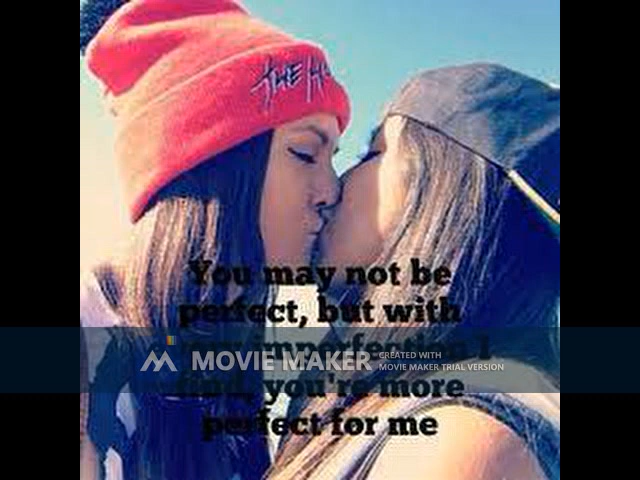 THE H
You may not be
perfect, but with
every imperfection I
find, you're more
perfect for me
MOVIE MAKER
CREATED WITH
MOVIE MAKER TRIAL VERSION